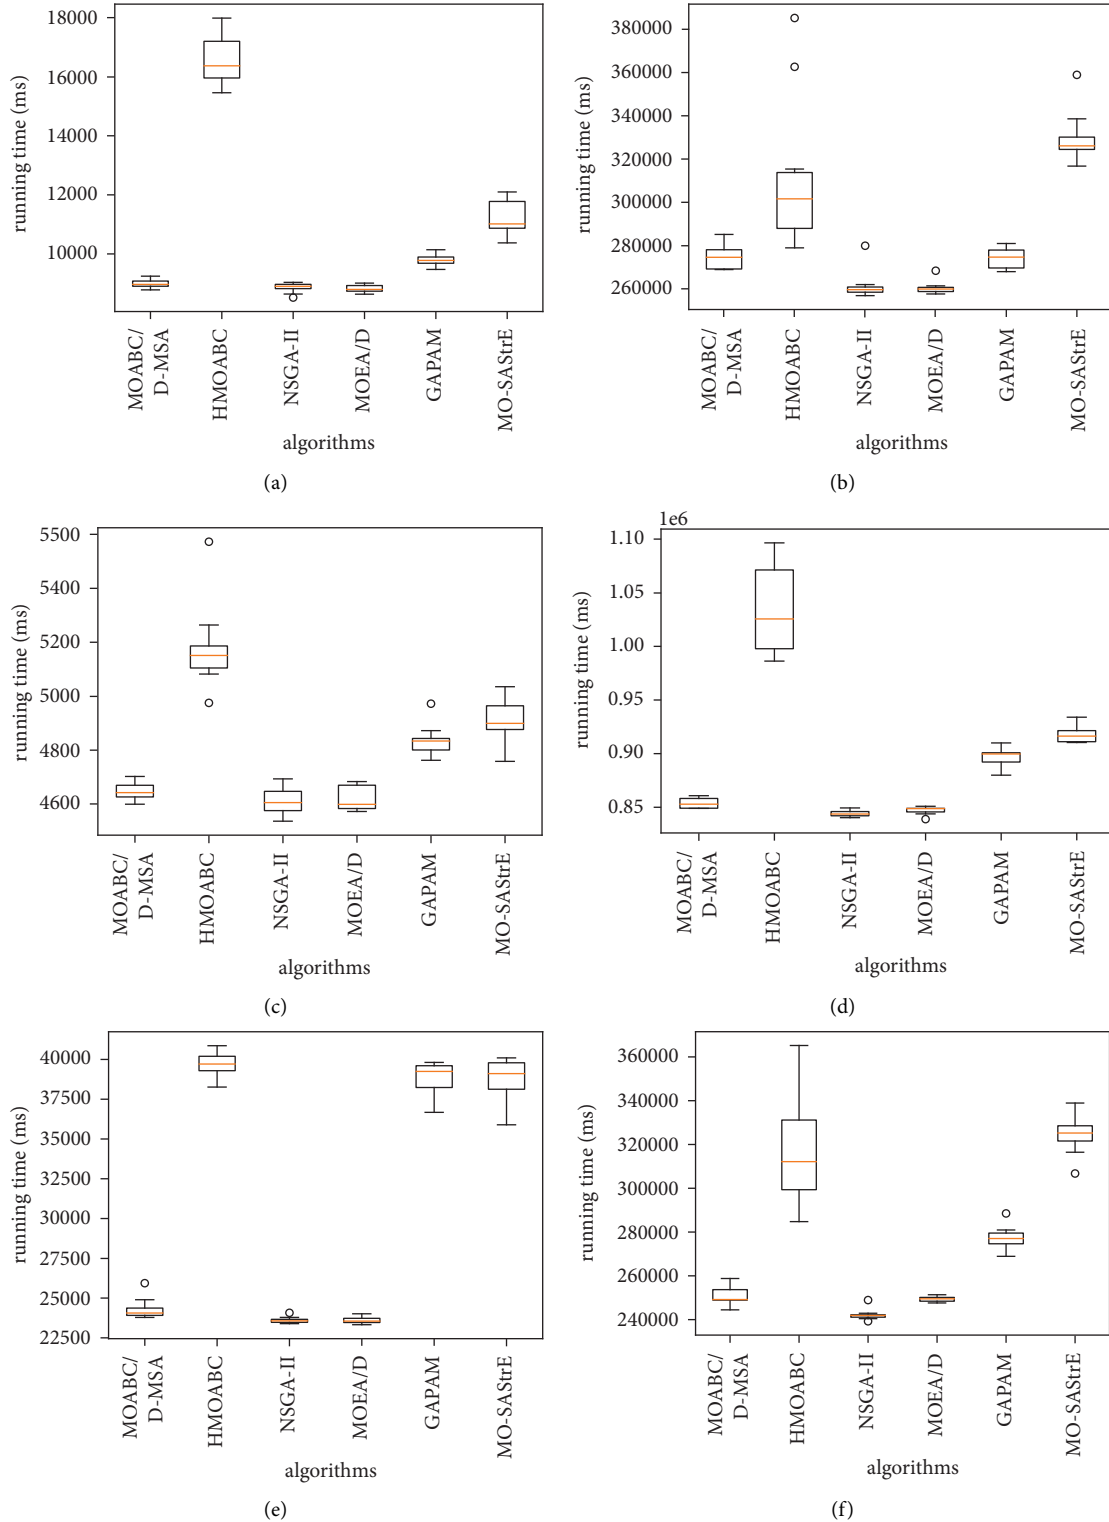 18000
16000
14000
12000
10000
running time (ms)
MOABC/
D-MSA
HMOABC
NSGA-II
MOEA/D
GAPAM
MO-SAStrE
algorithms
(a)
380000
360000
340000
320000
300000
280000
260000
running time (ms)
MOABC/
D-MSA
HMOABC
NSGA-II
MOEA/D
GAPAM
MO-SAStrE
algorithms
(b)
5500
5400
5200
5000
4800
4600
running time (ms)
MOABC/
D-MSA
HMOABC
NSGA-II
MOEA/D
GAPAM
MO-SAStrE
algorithms
(c)
1e6
1.10
1.05
1.00
0.95
0.90
0.85
running time (ms)
MOABC/
D-MSA
HMOABC
NSGA-II
MOEA/D
GAPAM
MO-SAStrE
algorithms
(d)
40000
37500
35000
32500
30000
27500
25000
22500
running time (ms)
MOABC/
D-MSA
HMOABC
NSGA-II
MOEA/D
GAPAM
MO-SAStrE
algorithms
(e)
360000
340000
320000
300000
280000
260000
240000
running time (ms)
MOABC/
D-MSA
HMOABC
NSGA-II
MOEA/D
GAPAM
MO-SAStrE
algorithms
(f)